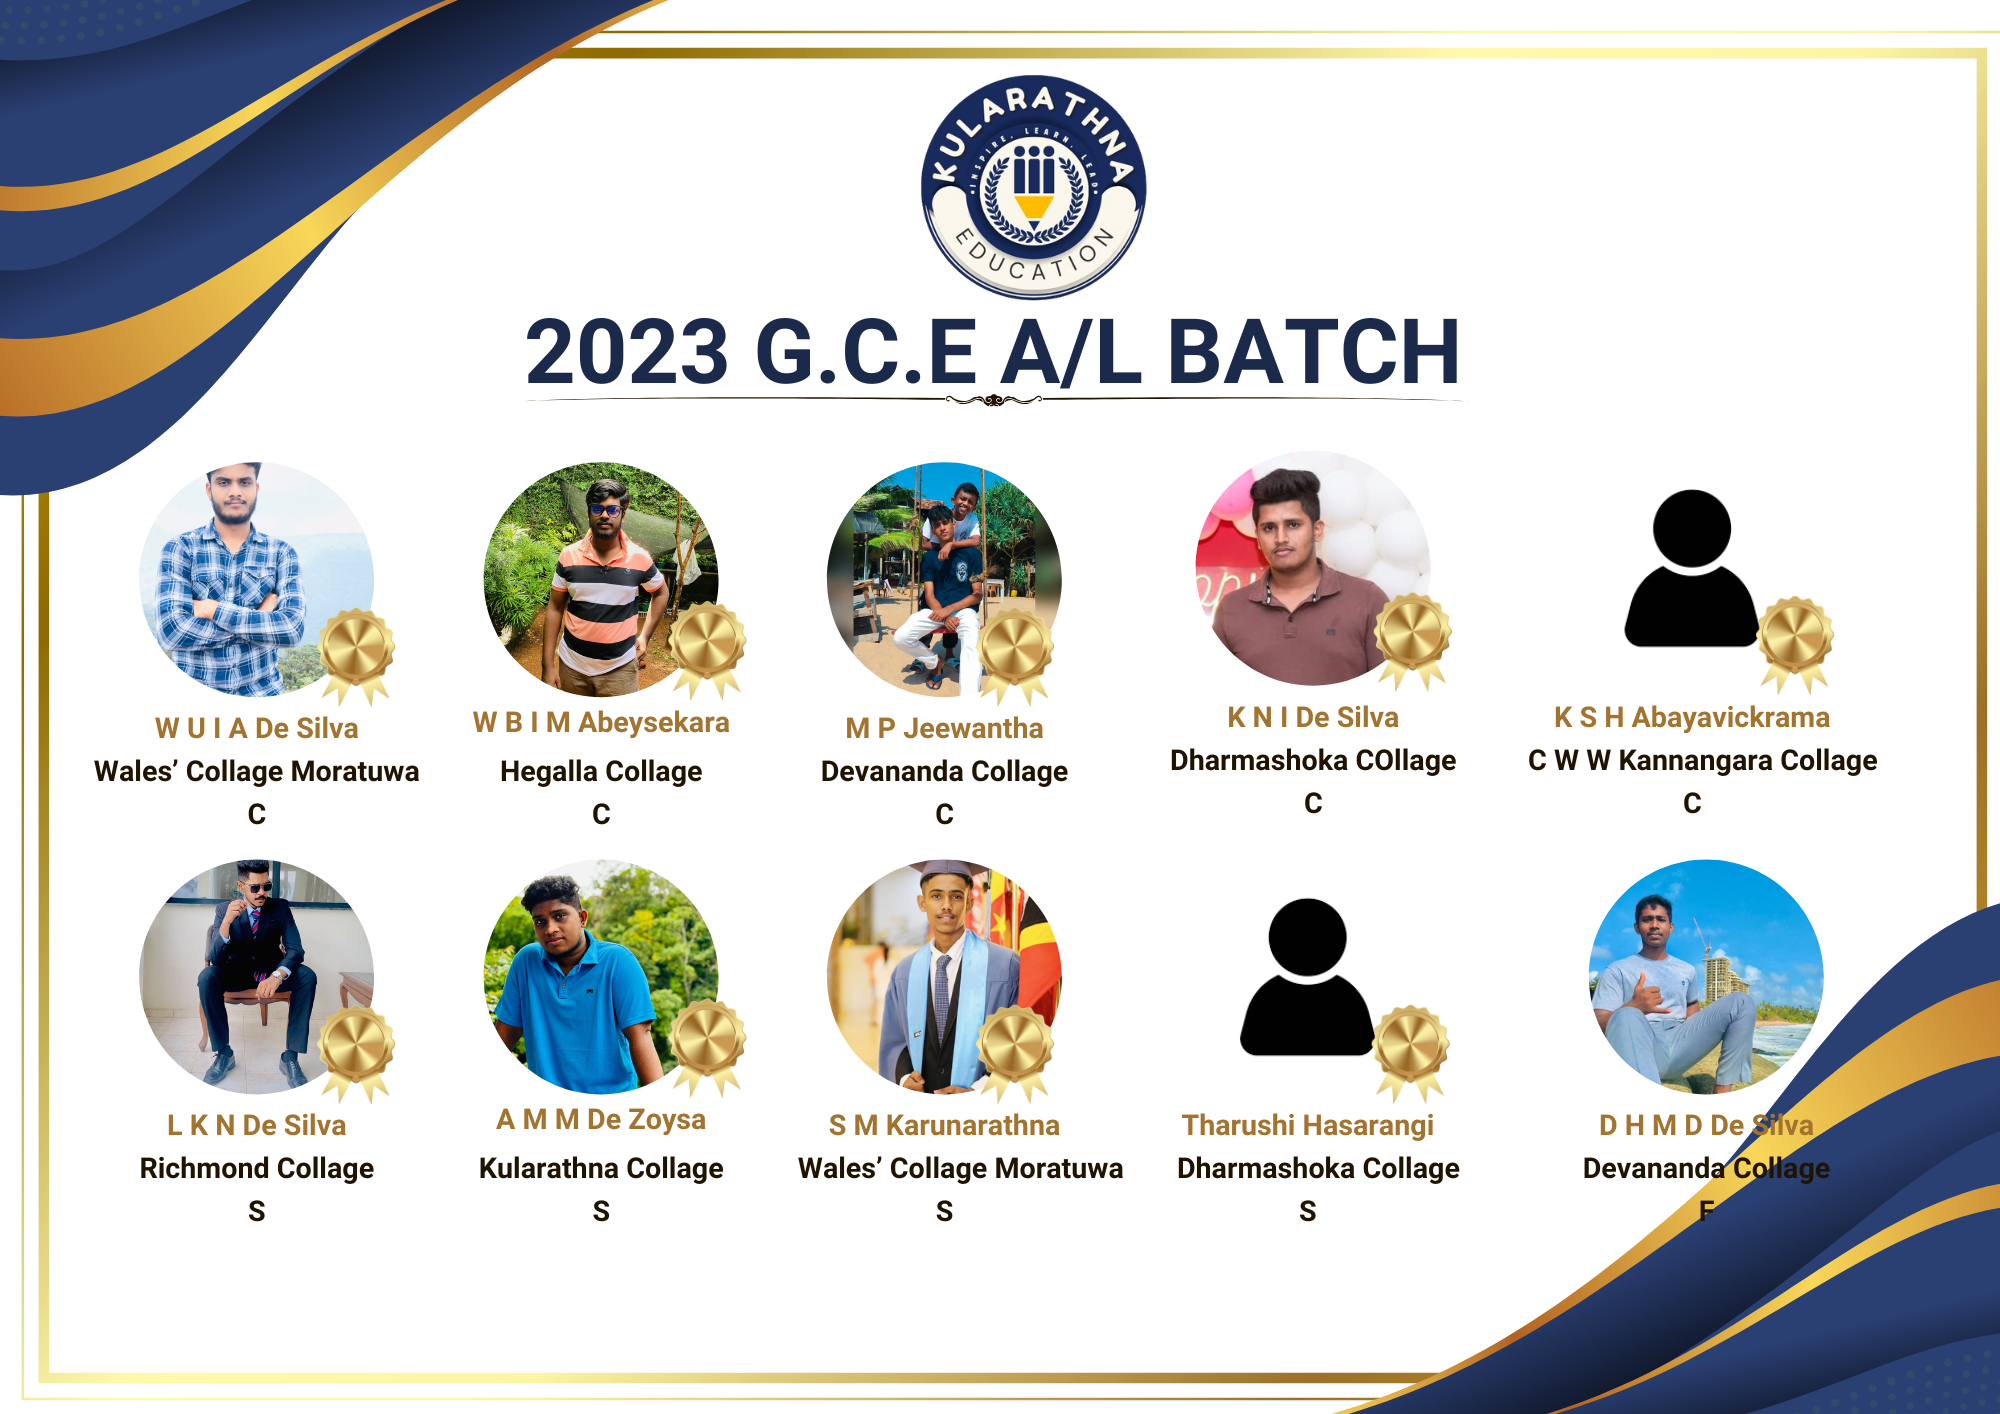 KULARATHNA
INSPIRE. LEARN. LEAD
EDUCATION
2023 G.C.E A/L BATCH
W U I A De Silva
Wales’ Collage Moratuwa
C
W B I M Abeysekara
Hegalla Collage
C
M P Jeewantha
Devananda Collage
C
K N I De Silva
Dharmashoka COllage
C
K S H Abayavickrama
C W W Kannangara Collage
C
L K N De Silva
Richmond Collage
S
A M M De Zoysa
Kularathna Collage
S
S M Karunarathna
Wales’ Collage Moratuwa
S
Tharushi Hasarangi
Dharmashoka Collage
S
D H M D De Silva
Devananda Collage
F